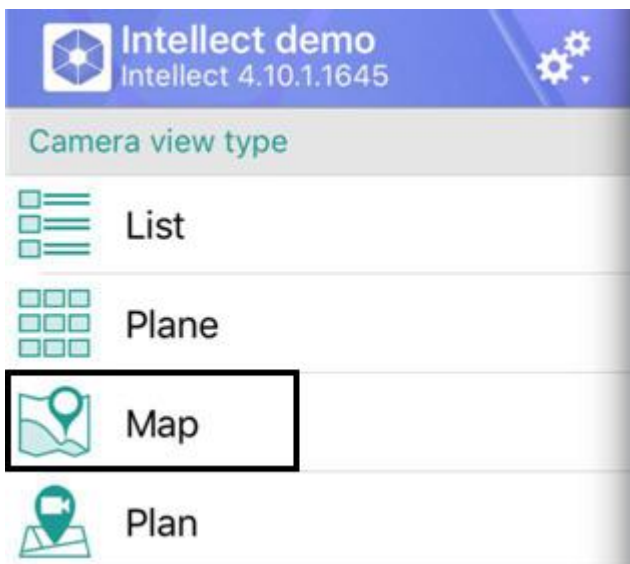 Intellect demo
Intellect 4.10.1.1645
Camera view type
List
Plane
Map
Plan